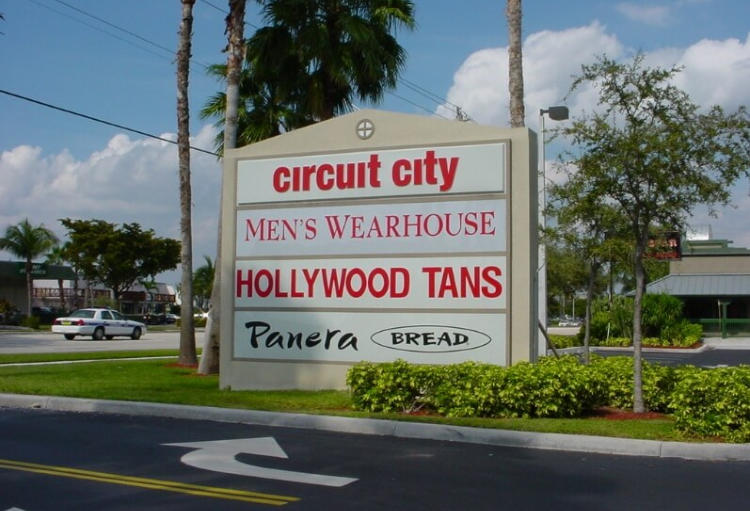 circuit city
MEN'S WEARHOUSE
HOLLYWOOD TANS
Panera BREAD